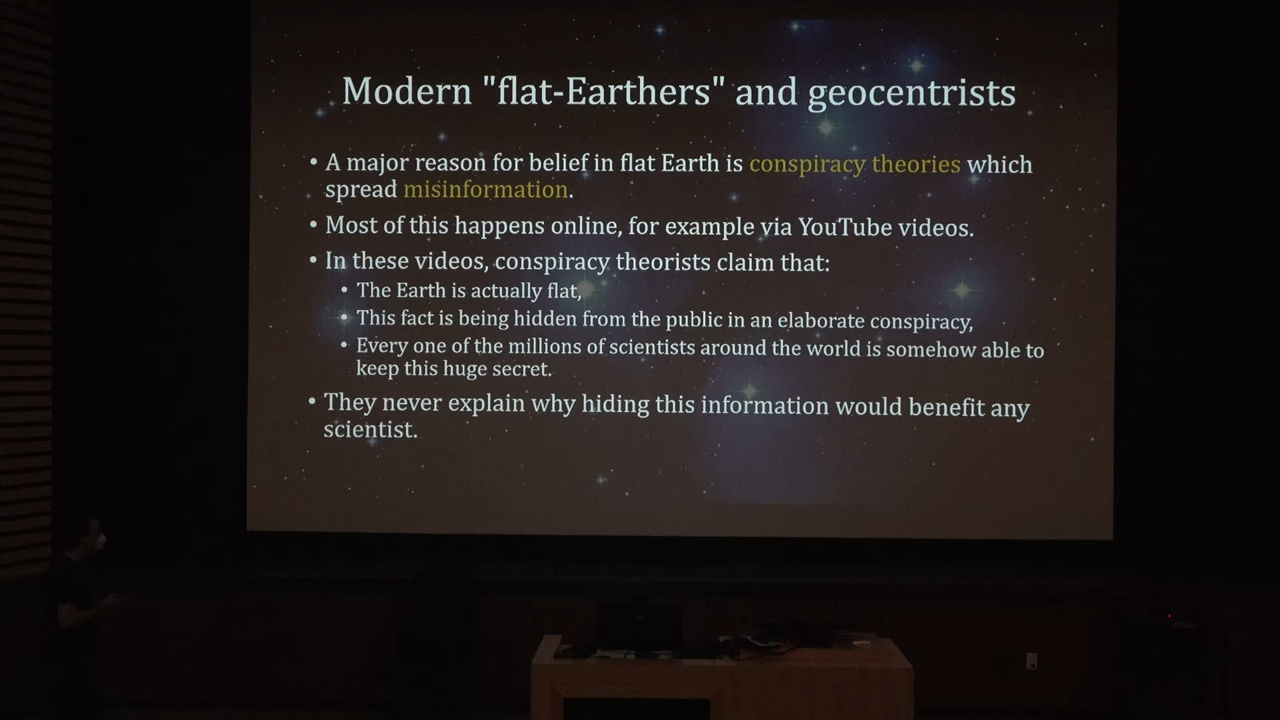 Modern "flat-Earthers" and geocentrists
• A major reason for belief in flat Earth is conspiracy theories which
spread misinformation.
• Most of this happens online, for example via YouTube videos.
• In these videos, conspiracy theorists claim that:
• The Earth is actually flat,
• This fact is being hidden from the public in an elaborate conspiracy,
• Every one of the millions of scientists around the world is somehow able to
keep this huge secret.
• They never explain why hiding this information would benefit any
scientist.